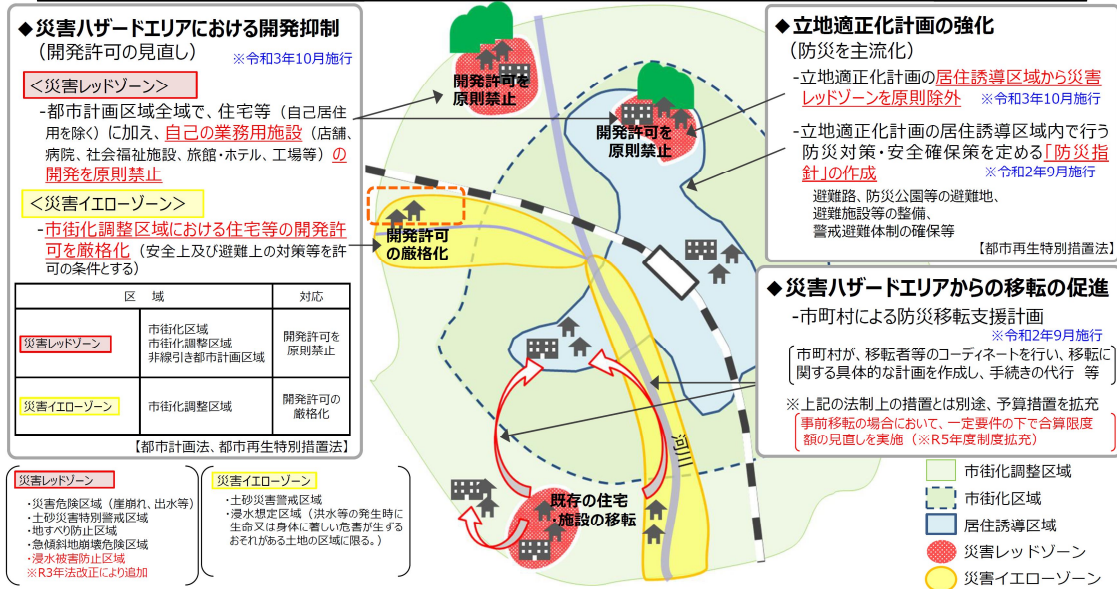 ◆災害ハザードエリアにおける開発抑制
(開発許可の見直し) ※令和3年10月施行
<災害レッドゾーン>
-都市計画区域全域で、住宅等(自己居住
用を除く)に加え、自己の業務用施設(店舗、
病院、社会福祉施設、旅館・ホテル、工場等)の
開発を原則禁止
<災害イエローゾーン>
-市街化調整区域における住宅等の開発許
可を厳格化(安全上及び避難上の対策等を許
可の条件とする)
区 域 対応
災害レッドゾーン
市街化区域
市街化調整区域
非線引き都市計画区域
開発許可を
原則禁止
災害イエローゾーン
市街化調整区域
開発許可の
厳格化
【都市計画法、都市再生特別措置法】
災害レッドゾーン
・災害危険区域(崖崩れ、出水等)
・土砂災害特別警戒区域
・地すべり防止区域
・急傾斜地崩壊危険区域
・浸水被害防止区域
※R3年法改正により追加
災害イエローゾーン
・土砂災害警戒区域
・浸水想定区域(洪水等の発生時に
生命又は身体に著しい危害が生ずる
おそれがある土地の区域に限る。)
開発許可を
原則禁止
開発許可を
原則禁止
開発許可
の厳格化
河川
既存の住宅
・施設の移転
◆立地適正化計画の強化
(防災を主流化)
-立地適正化計画の居住誘導区域から災害
レッドゾーンを原則除外 ※令和3年10月施行
-立地適正化計画の居住誘導区域内で行う
防災対策・安全確保策を定める「防災指
針」の作成 ※令和2年9月施行
避難路、防災公園等の避難地、
避難施設等の整備、
警戒避難体制の確保等
【都市再生特別措置法】
◆災害ハザードエリアからの移転の促進
-市町村による防災移転支援計画
※令和2年9月施行
市町村が、移転者等のコーディネートを行い、移転に
関する具体的な計画を作成し、手続きの代行 等
※上記の法制上の措置とは別途、予算措置を拡充
事前移転の場合において、一定要件の下で合算限度
額の見直しを実施(※R5年度制度拡充)
市街化調整区域
市街化区域
居住誘導区域
災害レッドゾーン
災害イエローゾーン